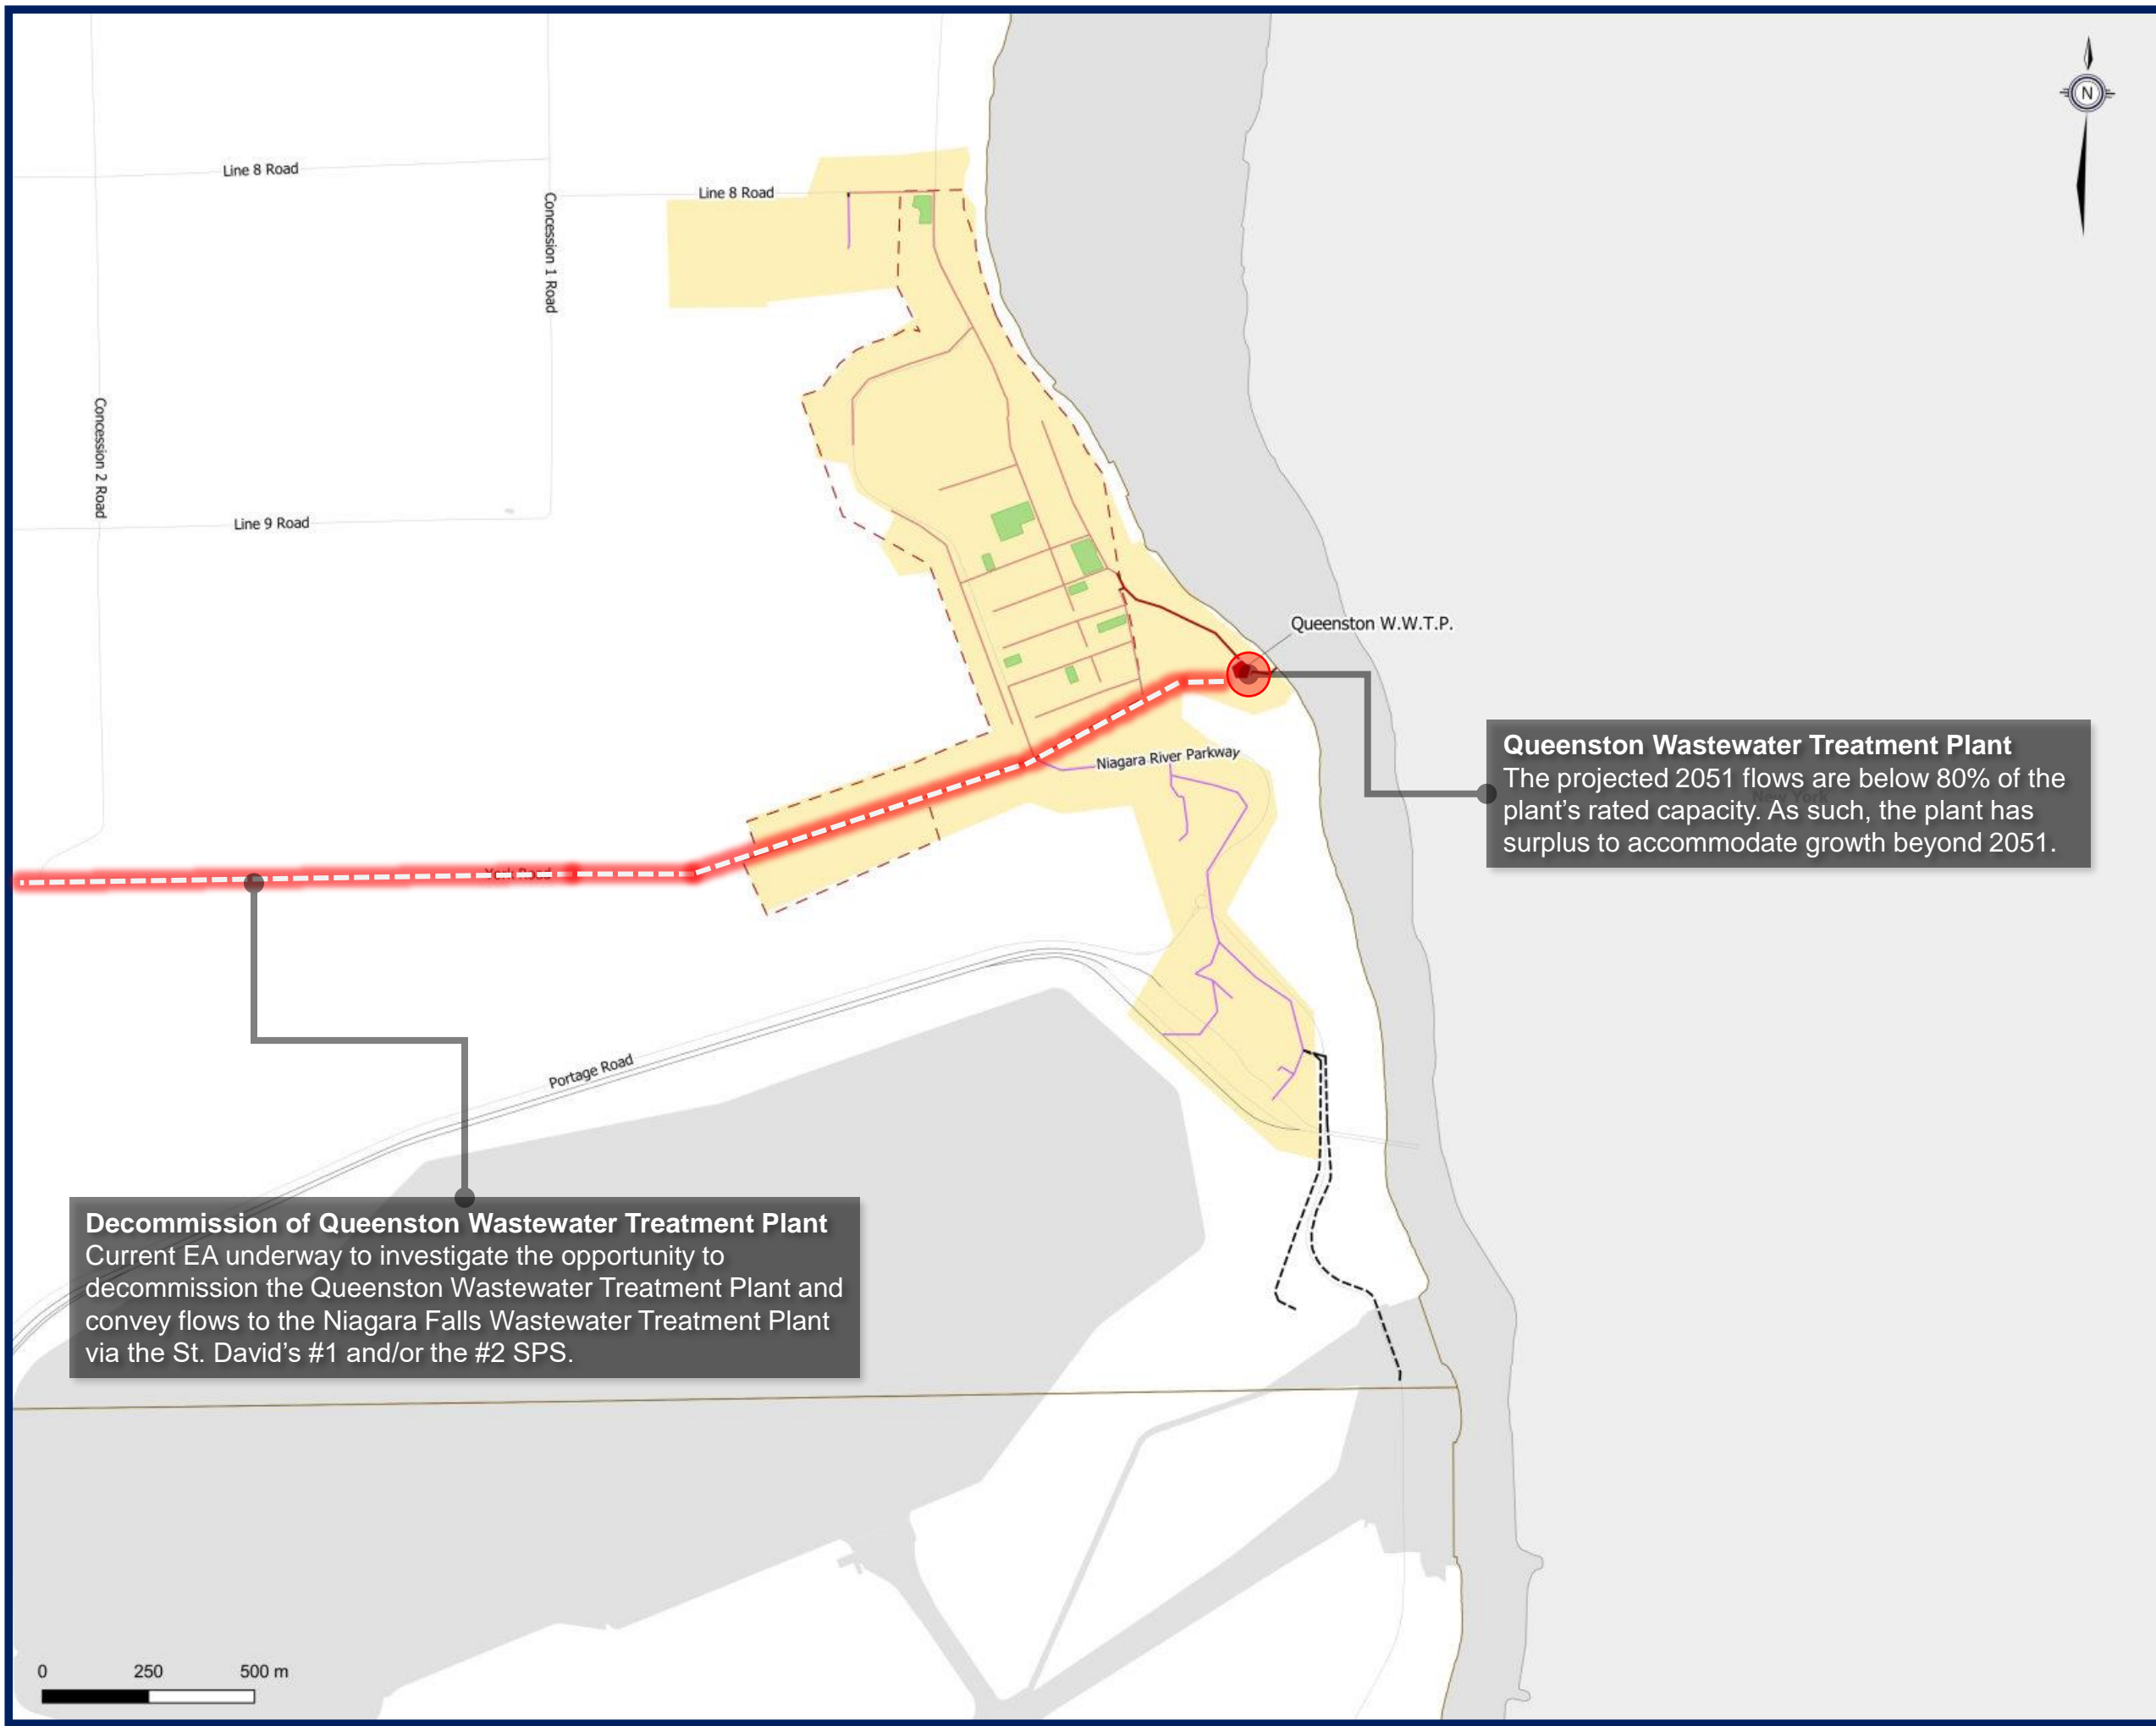 N
Line 8 Road
Line 8 Road
Concession 1 Road
Concession 2 Road
Line 9 Road
Queenston W.W.T.P.
Queenston Wastewater Treatment Plant
The projected 2051 flows are below 80% of the
plant's rated capacity. As such, the plant has
surplus to accommodate growth beyond 2051.
New York
Niagara River Parkway
York Road
Portage Road
Decommission of Queenston Wastewater Treatment Plant
Current EA underway to investigate the opportunity to
decommission the Queenston Wastewater Treatment Plant and
convey flows to the Niagara Falls Wastewater Treatment Plant
via the St. David's #1 and/or the #2 SPS.
0 250 500 m